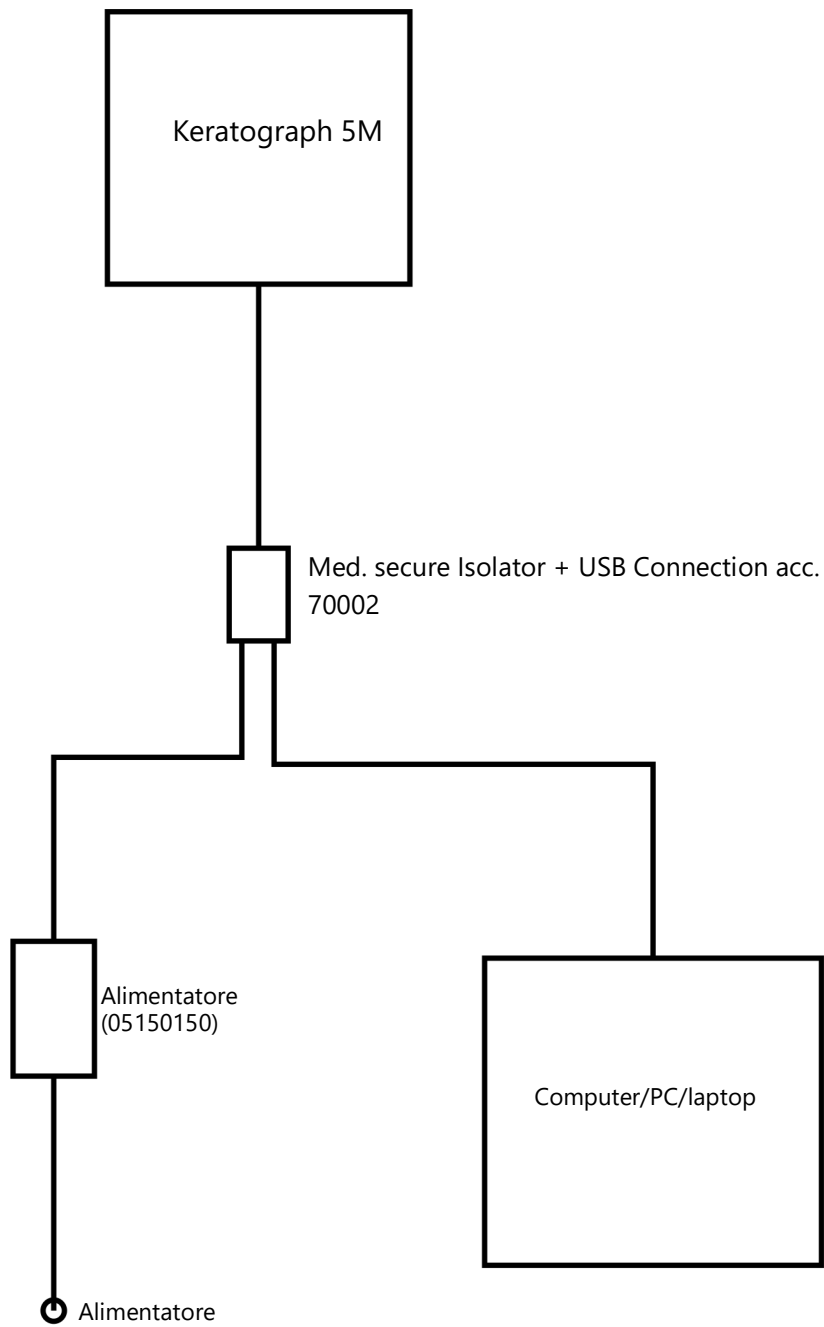 Keratograph 5M
Med. secure Isolator + USB Connection acc.
70002
Alimentatore
(05150150)
Computer/PC/laptop
Alimentatore